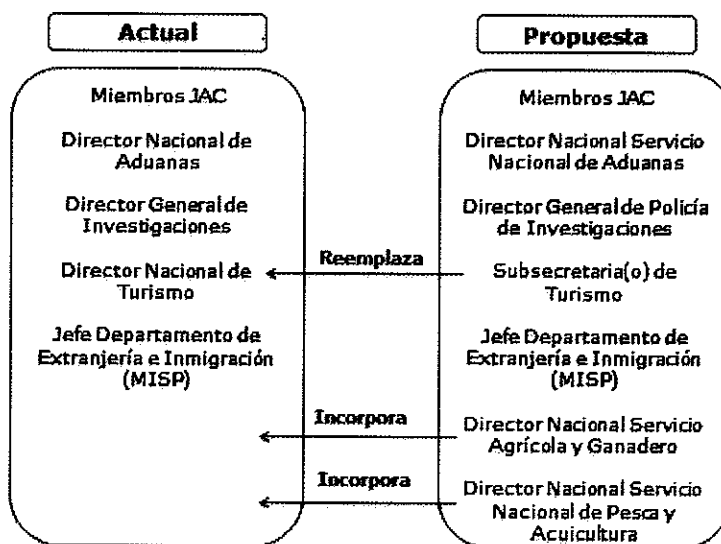 Actual
Miembros JAC
Director Nacional de
Aduanas
Director General de
Investigaciones
Director Nacional de
Turismo
Jefe Departamento de
Extranjería e Inmigración
(MISP)
Reemplaza
Incorpora
Incorpora
Propuesta
Miembros JAC
Director Nacional Servicio
Nacional de Aduanas
Director General de Policía
de Investigaciones
Subsecretaria(o) de
Turismo
Jefe Departamento de
Extranjería e Inmigración
(MISP)
Director Nacional Servicio
Agrícola y Ganadero
Director Nacional Servicio
Nacional de Pesca y
Acuicultura